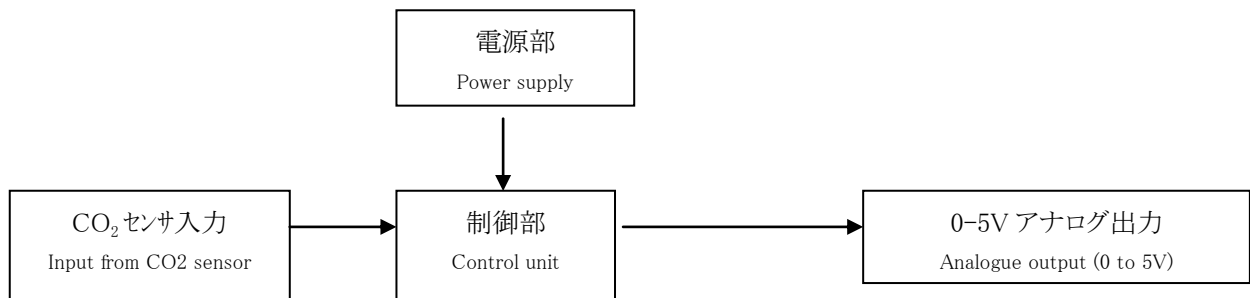 電源部
Power supply
CO₂ センサ入力
Input from CO2 sensor
制御部
Control unit
0-5V アナログ出力
Analogue output (0 to 5V)